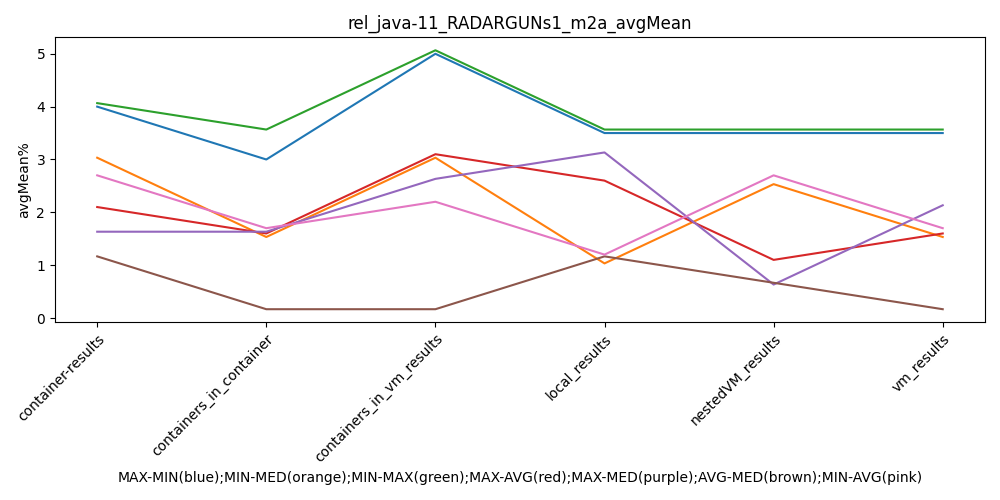 rel_java-11_RADARGUNs1_m2a_avgMean
avgMean%
5
4
3
2
1
0
container-results
containers_in_container
containers_in_vm_results
local_results
nestedVM_results
vm_results
MAX-MIN(blue);MIN-MED(orange);MIN-MAX(green);MAX-AVG(red);MAX-MED(purple);AVG-MED(brown);MIN-AVG(pink)